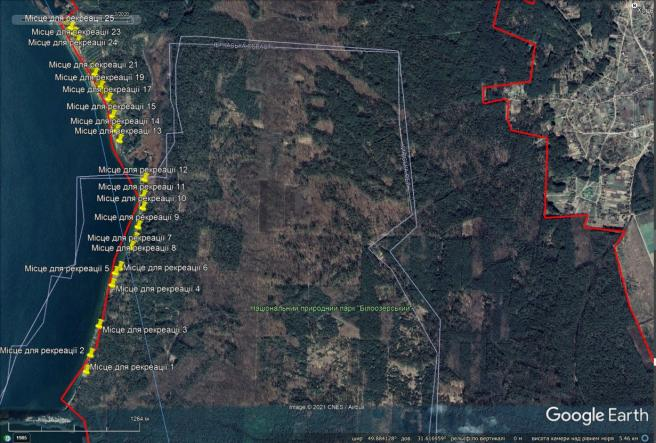 Місце для рекреації 25
Місце для рекреації 23
Місце для рекреації 24
Місце для рекреації 21
Місце для рекреації 19
Місце для рекреації 17
Місце для рекреації 15
Місце для рекреації 14
Місце для рекреації 13
Місце для рекреації 12
Місце для рекреації 11
Місце для рекреації 10
Місце для рекреації 9
Місце для рекреації 7
Місце для рекреації 8
Місце для рекреації 5
Місце для рекреації 6
Місце для рекреації 4
Національний природний парк "Білоозерський"
Місце для рекреації 3
Місце для рекреації 2
Місце для рекреації 1
Image © 2021 CNES / Airbus
1264 м
Google Earth
1985
шир 49.884128° дов 31.616959° рельєф по вертикалі 0 м висота камери над рівнем моря 5.46 км